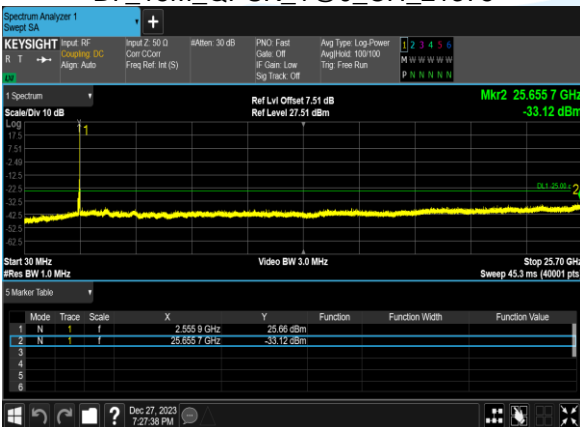 Spectrum Analyzer 1
Swept SA
KEYSIGHT Input: RF Input Z: 50 Ω #Atten: 30 dB PNO: Fast Avg Type: Log-Power 1 2 3 4 5 6
R T Coupling: DC Corr CCorr Gate: Off Avg|Hold: 100/100 M W W W W W
Align: Auto Freq Ref: Int (S) IF Gain: Low Trig: Free Run
LW Sig Track: Off P N N N N N
1 Spectrum Ref Lvl Offset 7.51 dB Mkr2 25.655 7 GHz
Scale/Div 10 dB Ref Level 27.51 dBm -33.12 dBm
Log
17.5 1
7.51
-2.49
-12.5
-22.5 DL1 -25.00 2
-32.5
-42.5
-52.5
-62.5
Start 30 MHz Video BW 3.0 MHz Stop 25.70 GHz
#Res BW 1.0 MHz Sweep 45.3 ms (40001 pts
5 Marker Table
Mode Trace Scale X Y Function Function Width Function Value
1 N 1 f 2.555 9 GHz 25.66 dBm
2 N 1 f 25.655 7 GHz -33.12 dBm
3
4
5
6
Dec 27, 2023
7:27:38 PM